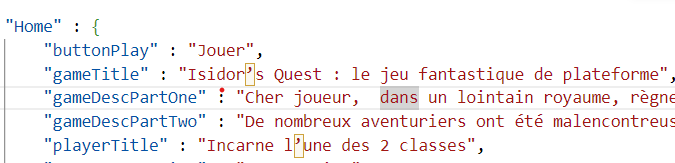 "Home" : {
"buttonPlay" : "Jouer",
"gameTitle" : "Isidor’s Quest : le jeu fantastique de plateforme",
"gameDescPartOne" : "Cher joueur,  dans un lointain royaume, règne
"gameDescPartTwo" : "De nombreux aventuriers ont été malencontreus
"playerTitle" : "Incarne l’une des 2 classes",